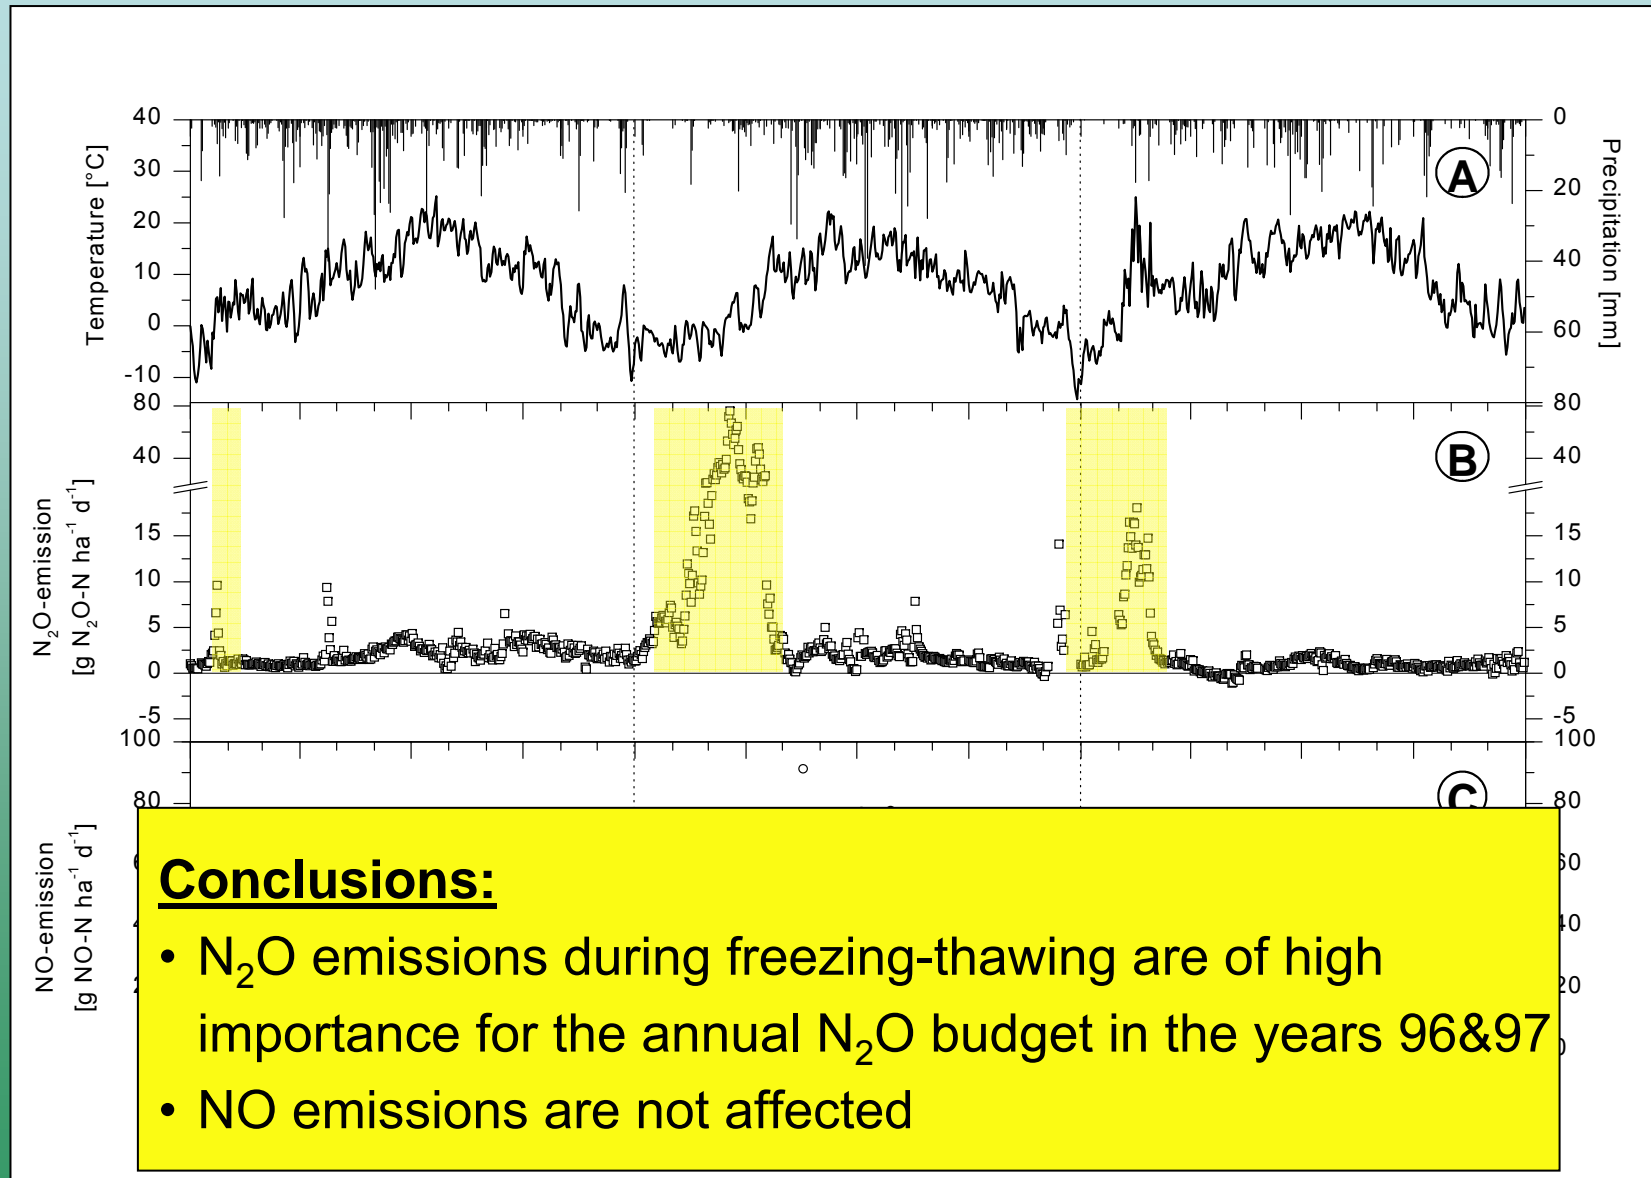 40
30
20
10
0
-10
Temperature [°C]
0
20
40
60
80
Precipitation [mm]
A
80
40
15
10
5
0
-5
N₂O-emission
[g N₂O-N ha⁻¹ d⁻¹]
80
40
15
10
5
0
-5
B
100
80
NO-emission
[g NO-N ha⁻¹ d⁻¹]
100
80
60
40
20
0
C
Conclusions:
• N₂O emissions during freezing-thawing are of high
importance for the annual N₂O budget in the years 96&97
• NO emissions are not affected